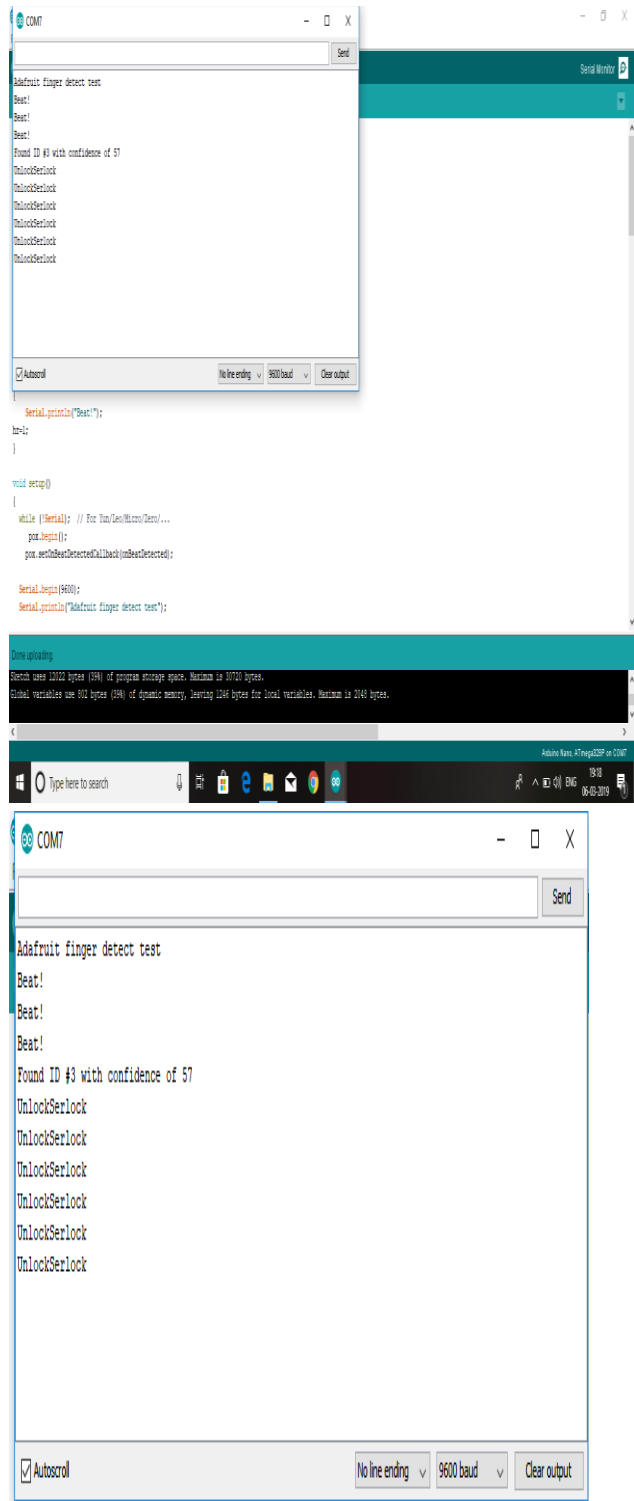 COM7
Send
Serial Monitor
Adafruit finger detect test
Beat!
Beat!
Beat!
Found ID #3 with confidence of 57
UnlockSerlock
UnlockSerlock
UnlockSerlock
UnlockSerlock
UnlockSerlock
UnlockSerlock
Autoscroll
No line ending
9600 baud
Clear output
{
Serial.println("Beat!");
hr=1;
}
void setup()
{
while (!Serial); // For Yun/Leo/Micro/Zero/...
pox.begin();
pox.setOnBeatDetectedCallback(onBeatDetected);
Serial.begin(9600);
Serial.println("Adafruit finger detect test");
Done uploading.
Sketch uses 12022 bytes (39%) of program storage space. Maximum is 30720 bytes.
Global variables use 802 bytes (39%) of dynamic memory, leaving 1246 bytes for local variables. Maximum is 2048 bytes.
Arduino Nano, ATmega328P on COM7
Type here to search
ENG
19:18
06-03-2019
COM7
Send
Adafruit finger detect test
Beat!
Beat!
Beat!
Found ID #3 with confidence of 57
UnlockSerlock
UnlockSerlock
UnlockSerlock
UnlockSerlock
UnlockSerlock
UnlockSerlock
Autoscroll
No line ending
9600 baud
Clear output